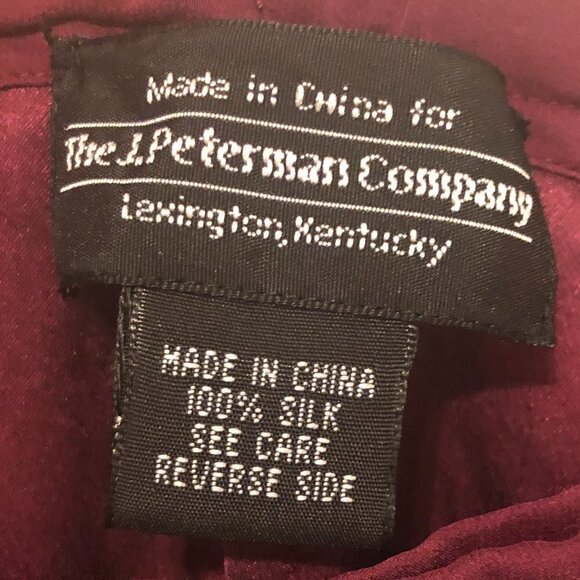 Made in China for
The J. Peterman Company
Lexington, Kentucky
MADE IN CHINA
100% SILK
SEE CARE
REVERSE SIDE